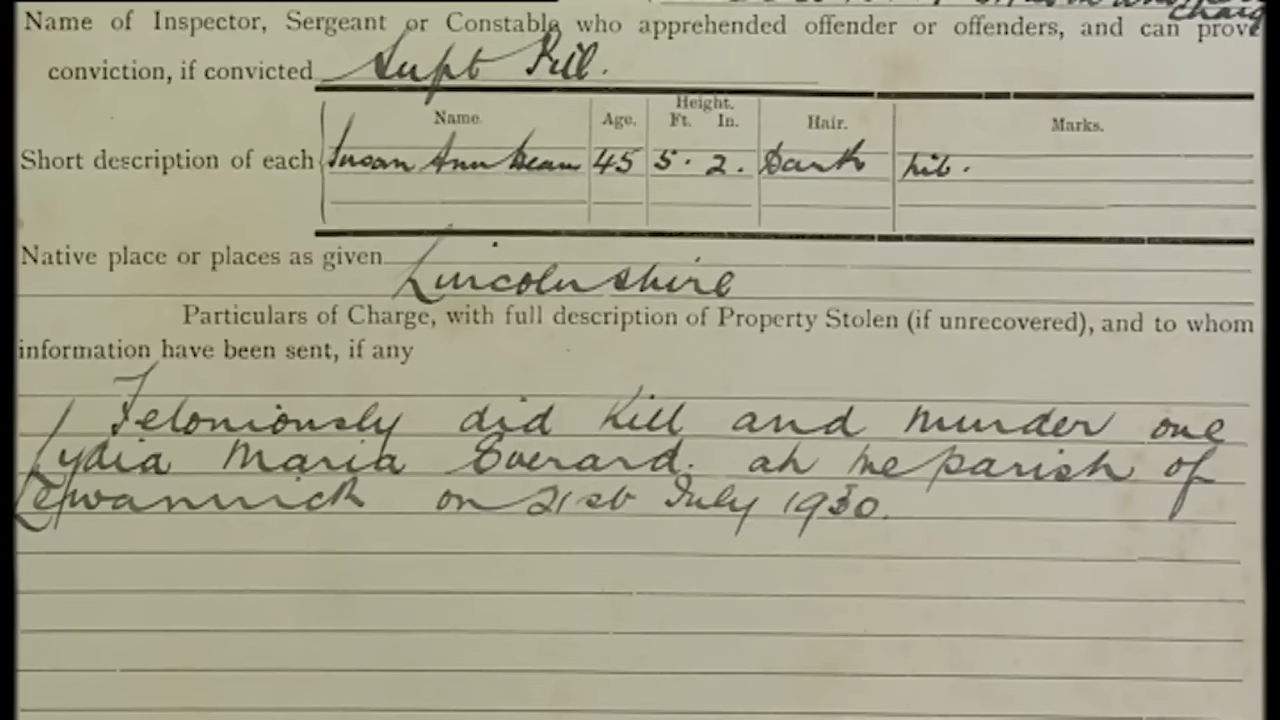 charg
Name of Inspector, Sergeant or Constable who apprehended offender or offenders, and can prove
conviction, if convicted Supt Pill.
Name. Age. Height. Ft. In. Hair. Marks.
Short description of each Susan Ann Hearn 45 5. 2. Dark nil.
Native place or places as given Lincolnshire
Particulars of Charge, with full description of Property Stolen (if unrecovered), and to whom
information have been sent, if any
Feloniously did Kill and murder one
Lydia Maria Everard. at the parish of
Lewannick on 21st July 1930.